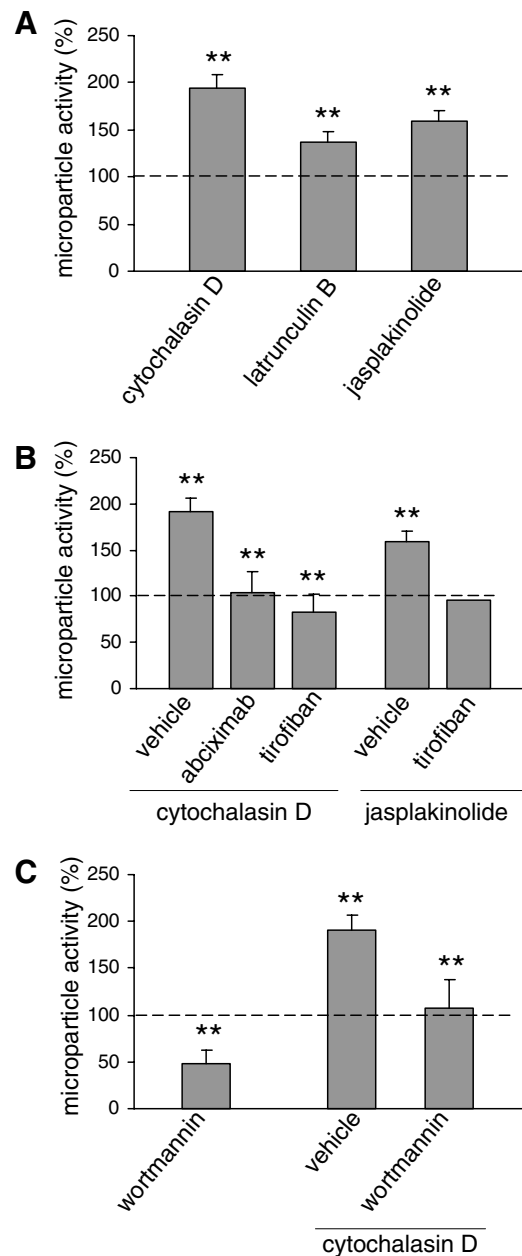 A
microparticle activity (%)
250
200
150
100
50
0
**
**
**
cytochalasin D
latrunculin B
jasplakinolide
B
microparticle activity (%)
250
200
150
100
50
0
**
**
**
**
vehicle
abciximab
tirofiban
vehicle
tirofiban
cytochalasin D
jasplakinolide
C
microparticle activity (%)
250
200
150
100
50
0
**
**
**
wortmannin
vehicle
wortmannin
cytochalasin D